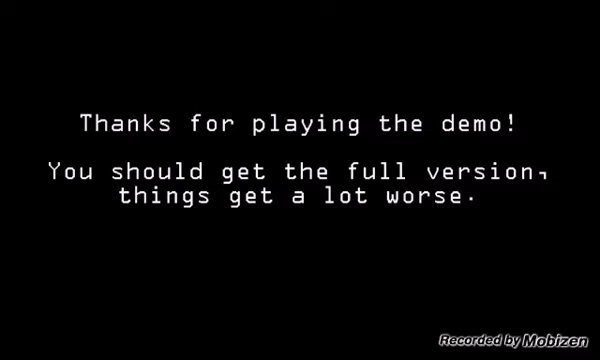 Thanks for playing the demo!
You should get the full version,
things get a lot worse.
Recorded by Mobizen